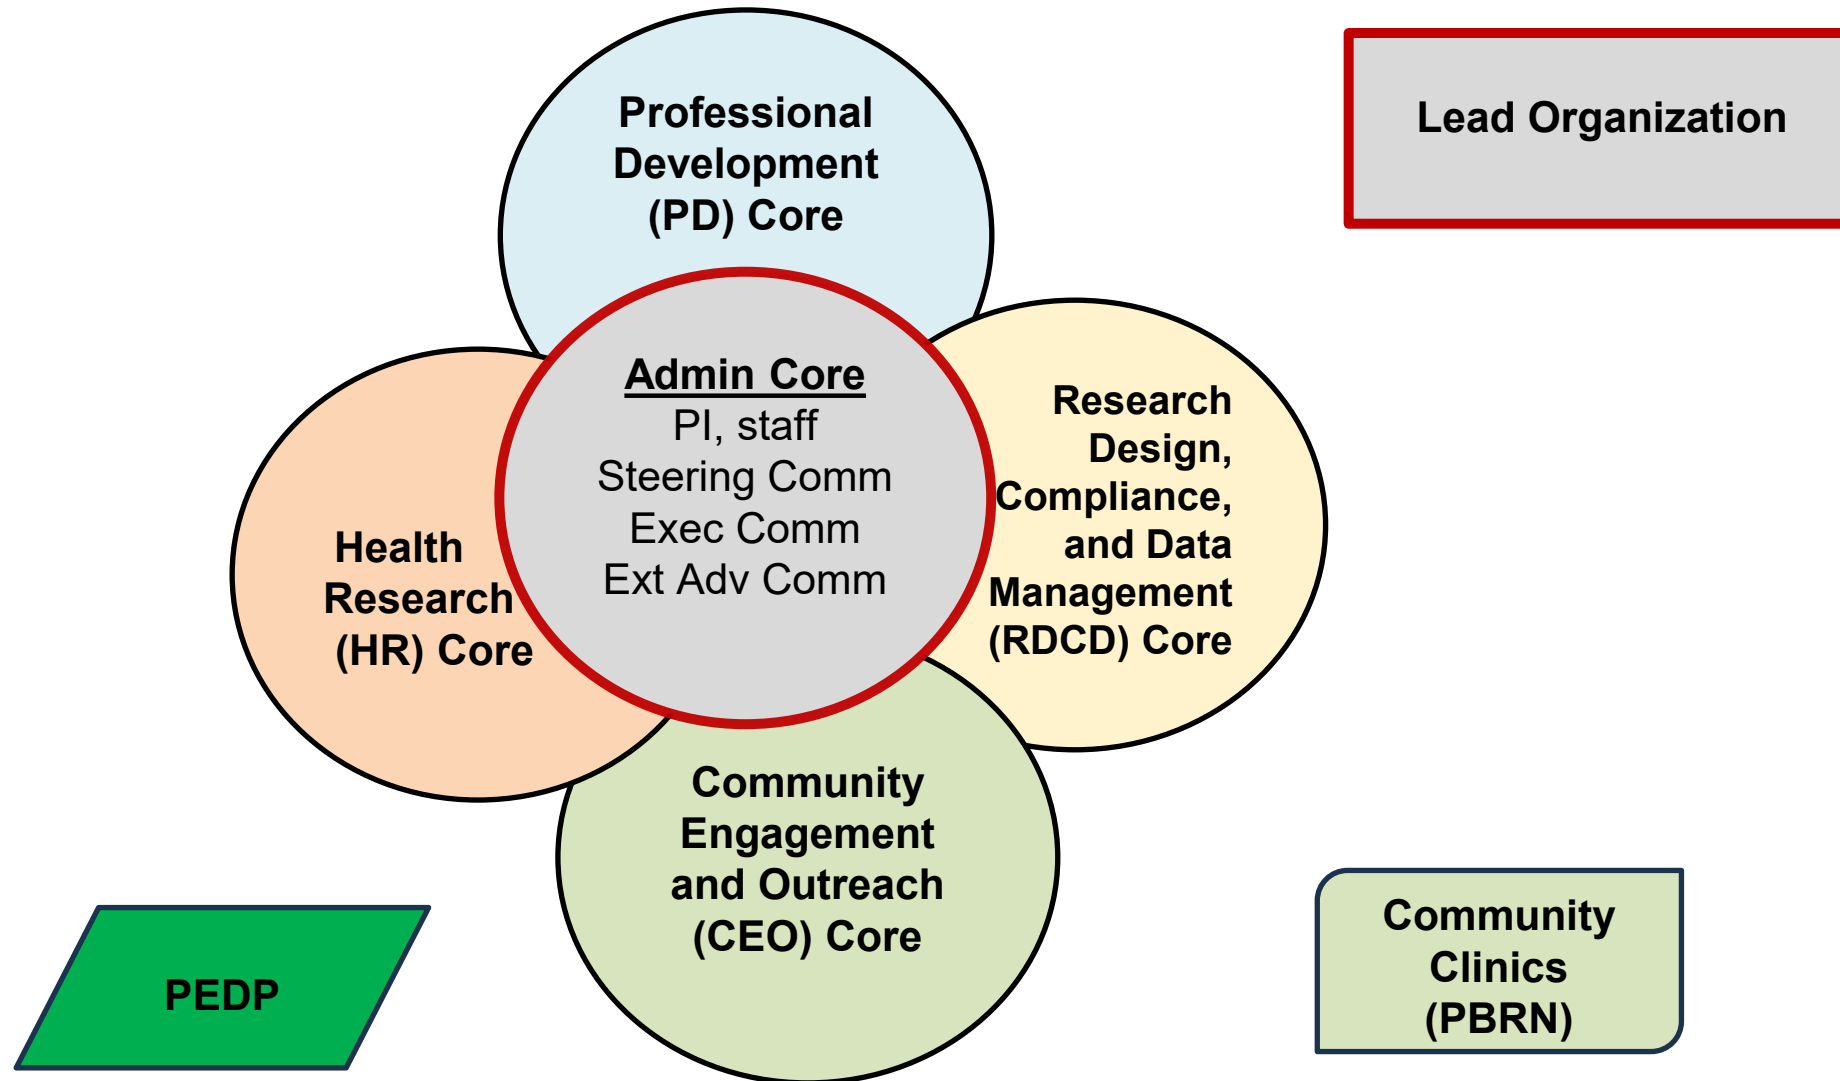 Professional
Development
(PD) Core
Lead Organization
Admin Core
PI, staff
Steering Comm
Exec Comm
Ext Adv Comm
Research
Design,
Compliance,
and Data
Management
(RDCD) Core
Health
Research
(HR) Core
Community
Engagement
and Outreach
(CEO) Core
PEDP
Community
Clinics
(PBRN)